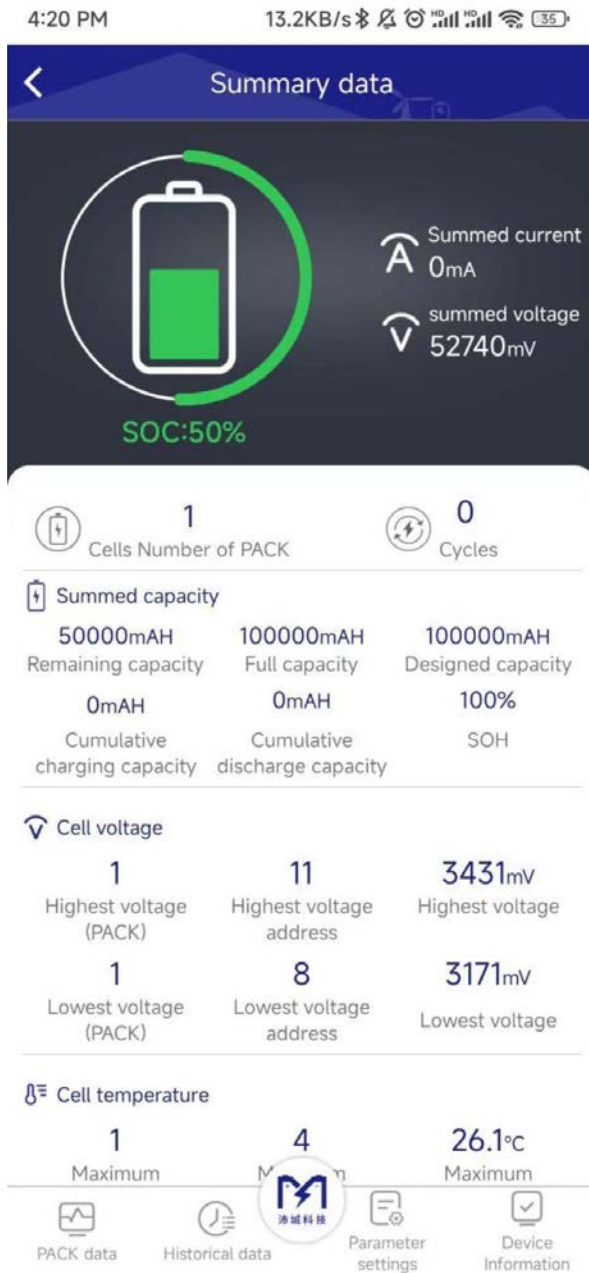 4:20 PM 13.2KB/s HD HD 35
Summary data
Summed current
0mA
summed voltage
52740mV
SOC:50%
1 0
Cells Number of PACK Cycles
Summed capacity
50000mAH 100000mAH 100000mAH
Remaining capacity Full capacity Designed capacity
0mAH 0mAH 100%
Cumulative Cumulative SOH
charging capacity discharge capacity
Cell voltage
1 11 3431mV
Highest voltage Highest voltage Highest voltage
(PACK) address
1 8 3171mV
Lowest voltage Lowest voltage Lowest voltage
(PACK) address
Cell temperature
1 4 26.1°C
Maximum Maximum
沛城科技
PACK data Historical data Parameter settings Device Information